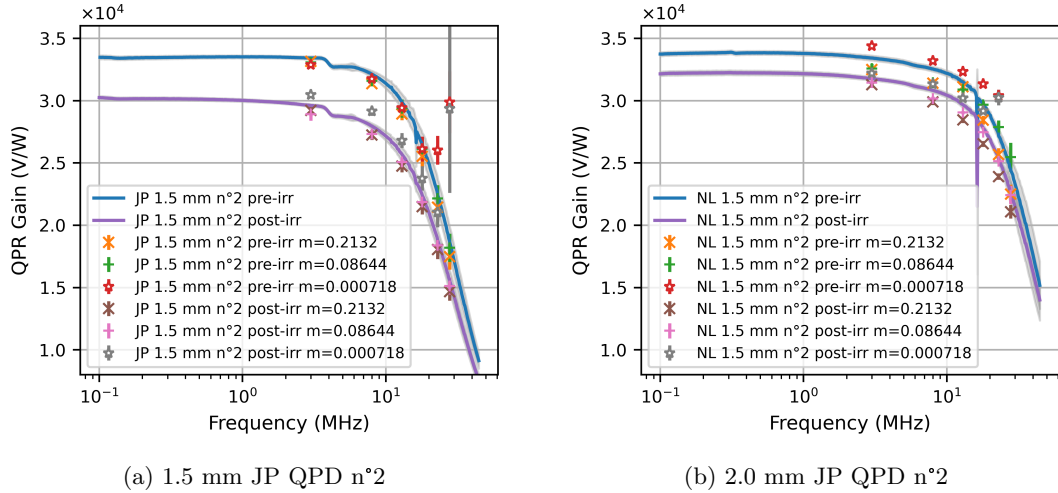 ×10⁴
3.5
3.0
2.5
2.0
1.5
1.0
QPR Gain (V/W)
JP 1.5 mm n°2 pre-irr
JP 1.5 mm n°2 post-irr
JP 1.5 mm n°2 pre-irr m=0.2132
JP 1.5 mm n°2 pre-irr m=0.08644
JP 1.5 mm n°2 pre-irr m=0.000718
JP 1.5 mm n°2 post-irr m=0.2132
JP 1.5 mm n°2 post-irr m=0.08644
JP 1.5 mm n°2 post-irr m=0.000718
10⁻¹ 10⁰ 10¹
Frequency (MHz)
(a) 1.5 mm JP QPD n°2
×10⁴
3.5
3.0
2.5
2.0
1.5
1.0
QPR Gain (V/W)
NL 1.5 mm n°2 pre-irr
NL 1.5 mm n°2 post-irr
NL 1.5 mm n°2 pre-irr m=0.2132
NL 1.5 mm n°2 pre-irr m=0.08644
NL 1.5 mm n°2 pre-irr m=0.000718
NL 1.5 mm n°2 post-irr m=0.2132
NL 1.5 mm n°2 post-irr m=0.08644
NL 1.5 mm n°2 post-irr m=0.000718
10⁻¹ 10⁰ 10¹
Frequency (MHz)
(b) 2.0 mm JP QPD n°2